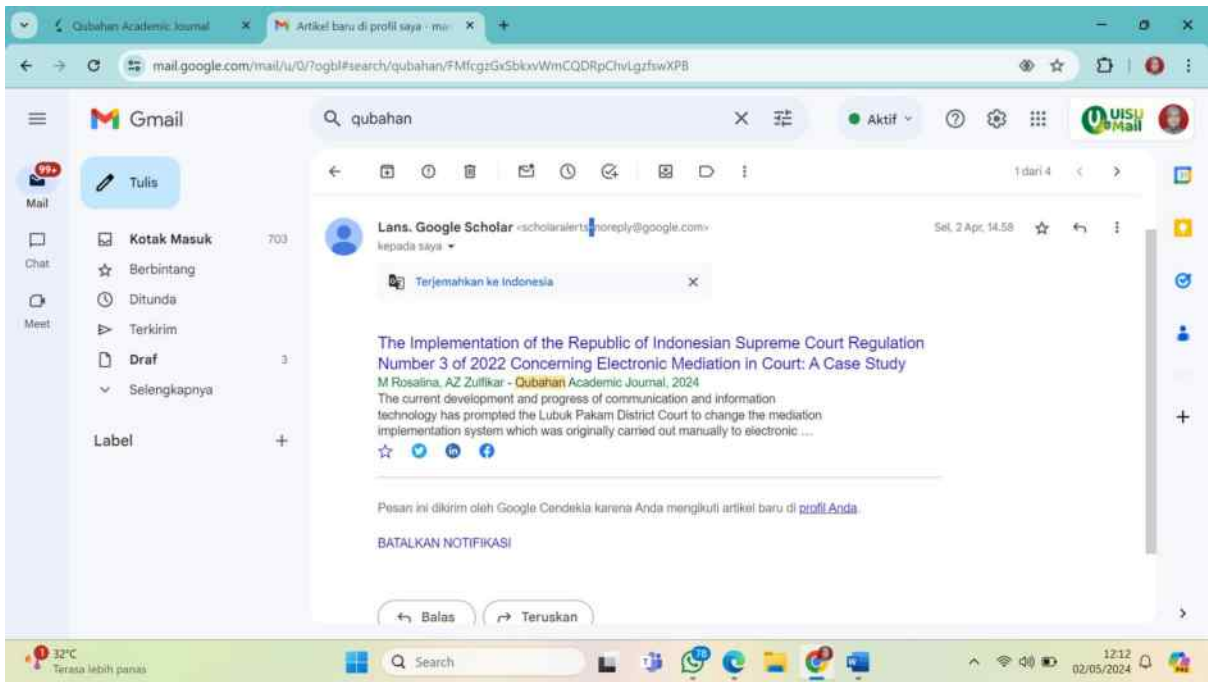 Qubahan Academic Journal
Artikel baru di profil saya - mar
mail.google.com/mail/u/0/?ogbl#search/qubahan/FMfcgzGxSbkxvWmCQDRpChvLgzfswXPB
Gmail
qubahan
Aktif
UISU
Mail
99+
Mail
Chat
Meet
Tulis
Kotak Masuk 703
Berbintang
Ditunda
Terkirim
Draf 3
Selengkapnya
Label
1 dari 4
Lans. Google Scholar <scholaralerts-noreply@google.com>
Sel, 2 Apr, 14.58
kepada saya
Terjemahkan ke Indonesia
The Implementation of the Republic of Indonesian Supreme Court Regulation
Number 3 of 2022 Concerning Electronic Mediation in Court: A Case Study
M Rosalina, AZ Zulfikar - Qubahan Academic Journal, 2024
The current development and progress of communication and information
technology has prompted the Lubuk Pakam District Court to change the mediation
implementation system which was originally carried out manually to electronic ...
Pesan ini dikirim oleh Google Cendekia karena Anda mengikuti artikel baru di profil Anda.
BATALKAN NOTIFIKASI
Balas
Teruskan
32°C
Terasa lebih panas
Search
78
12:12
02/05/2024